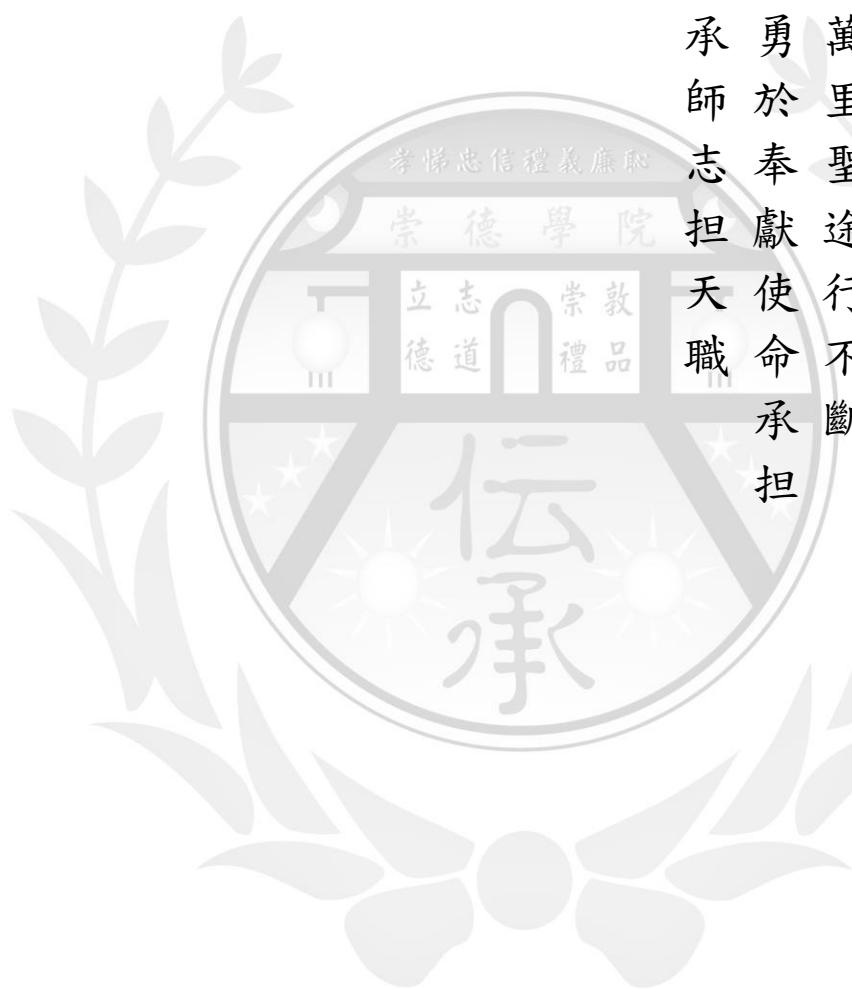 萬里聖途行不斷
勇於奉獻使命承担
承師志担天職
孝悌忠信禮義廉恥
崇德學院
敦品
崇禮
志道
立德
伝承